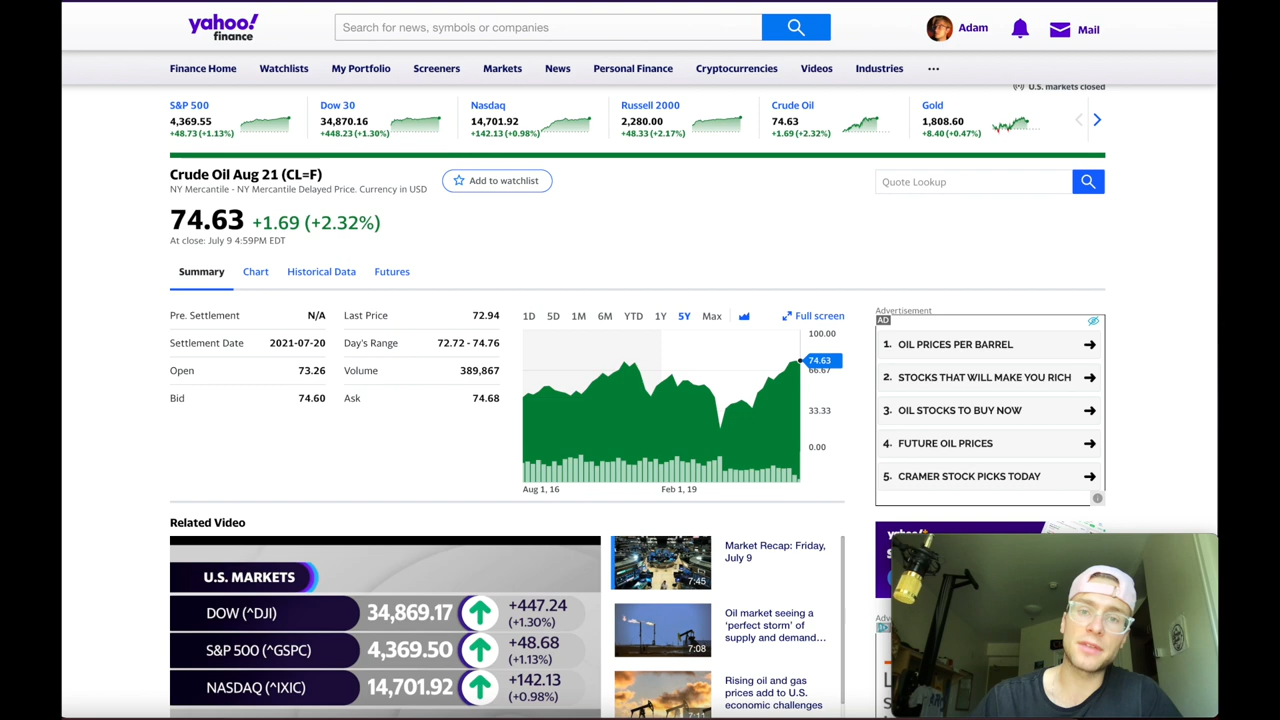 yahoo!
finance
Search for news, symbols or companies
Adam
Mail
Finance Home Watchlists My Portfolio Screeners Markets News Personal Finance Cryptocurrencies Videos Industries ...
U.S. markets closed
S&P 500 Dow 30 Nasdaq Russell 2000 Crude Oil Gold
4,369.55 34,870.16 14,701.92 2,280.00 74.63 1,808.60
+48.73 (+1.13%) +448.23 (+1.30%) +142.13 (+0.98%) +48.33 (+2.17%) +1.69 (+2.32%) +8.40 (+0.47%)
Crude Oil Aug 21 (CL=F)
NY Mercantile - NY Mercantile Delayed Price. Currency in USD
Add to watchlist
Quote Lookup
74.63 +1.69 (+2.32%)
At close: July 9 4:59PM EDT
Summary Chart Historical Data Futures
Pre. Settlement N/A Last Price 72.94
Settlement Date 2021-07-20 Day's Range 72.72 - 74.76
Open 73.26 Volume 389,867
Bid 74.60 Ask 74.68
1D 5D 1M 6M YTD 1Y 5Y Max Full screen
100.00
74.63
66.67
33.33
0.00
Aug 1, 16 Feb 1, 19
Advertisement
AD
1. OIL PRICES PER BARREL
2. STOCKS THAT WILL MAKE YOU RICH
3. OIL STOCKS TO BUY NOW
4. FUTURE OIL PRICES
5. CRAMER STOCK PICKS TODAY
Related Video
U.S. MARKETS
DOW (^DJI) 34,869.17 +447.24 (+1.30%)
S&P 500 (^GSPC) 4,369.50 +48.68 (+1.13%)
NASDAQ (^IXIC) 14,701.92 +142.13 (+0.98%)
7:45
Market Recap: Friday,
July 9
7:08
Oil market seeing a
'perfect storm' of
supply and demand...
7:11
Rising oil and gas
prices add to U.S.
economic challenges